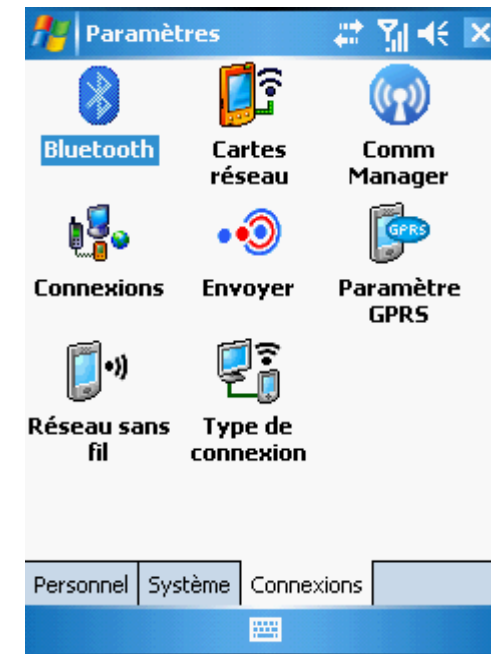 Paramètres
Bluetooth
Cartes
réseau
Comm
Manager
Connexions
Envoyer
GPRS
Paramètre
GPRS
Réseau sans
fil
Type de
connexion
Personnel
Système
Connexions